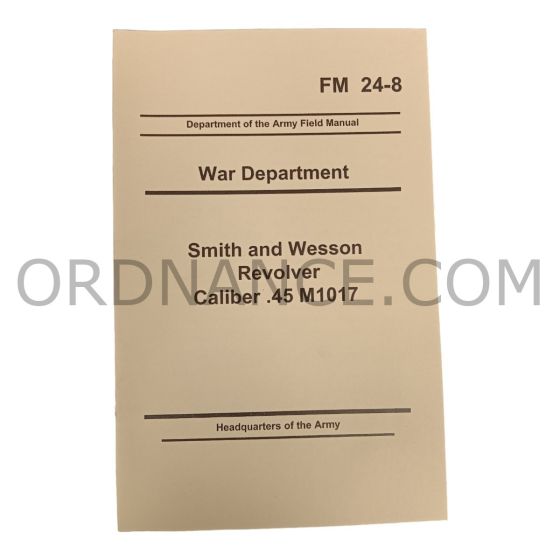 FM 24-8
Department of the Army Field Manual
War Department
Smith and Wesson
Revolver
ORDNANCE.COM
Caliber .45 M1017
Headquarters of the Army